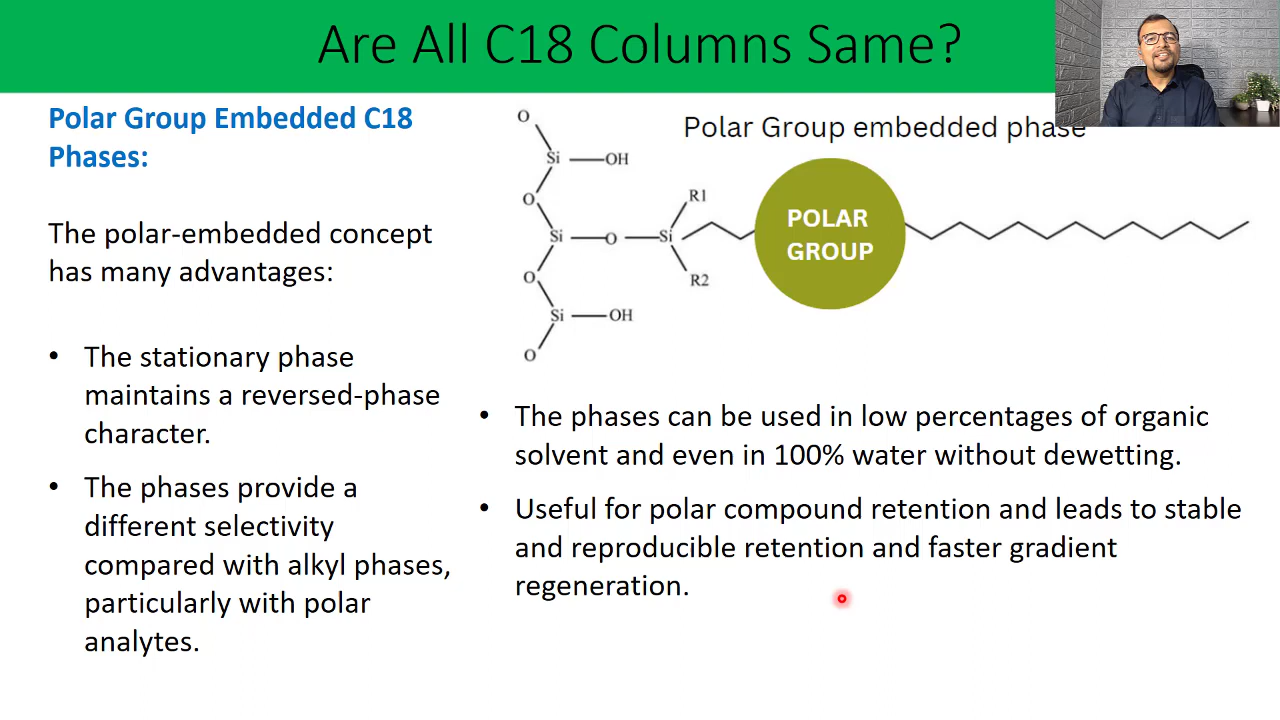 Are All C18 Columns Same?
Polar Group Embedded C18
Phases:
The polar-embedded concept
has many advantages:
• The stationary phase
maintains a reversed-phase
character.
• The phases provide a
different selectivity
compared with alkyl phases,
particularly with polar
analytes.
Polar Group embedded phase
O
Si OH
O
R1
Si O Si
POLAR
GROUP
R2
O
Si OH
O
• The phases can be used in low percentages of organic
solvent and even in 100% water without dewetting.
• Useful for polar compound retention and leads to stable
and reproducible retention and faster gradient
regeneration.